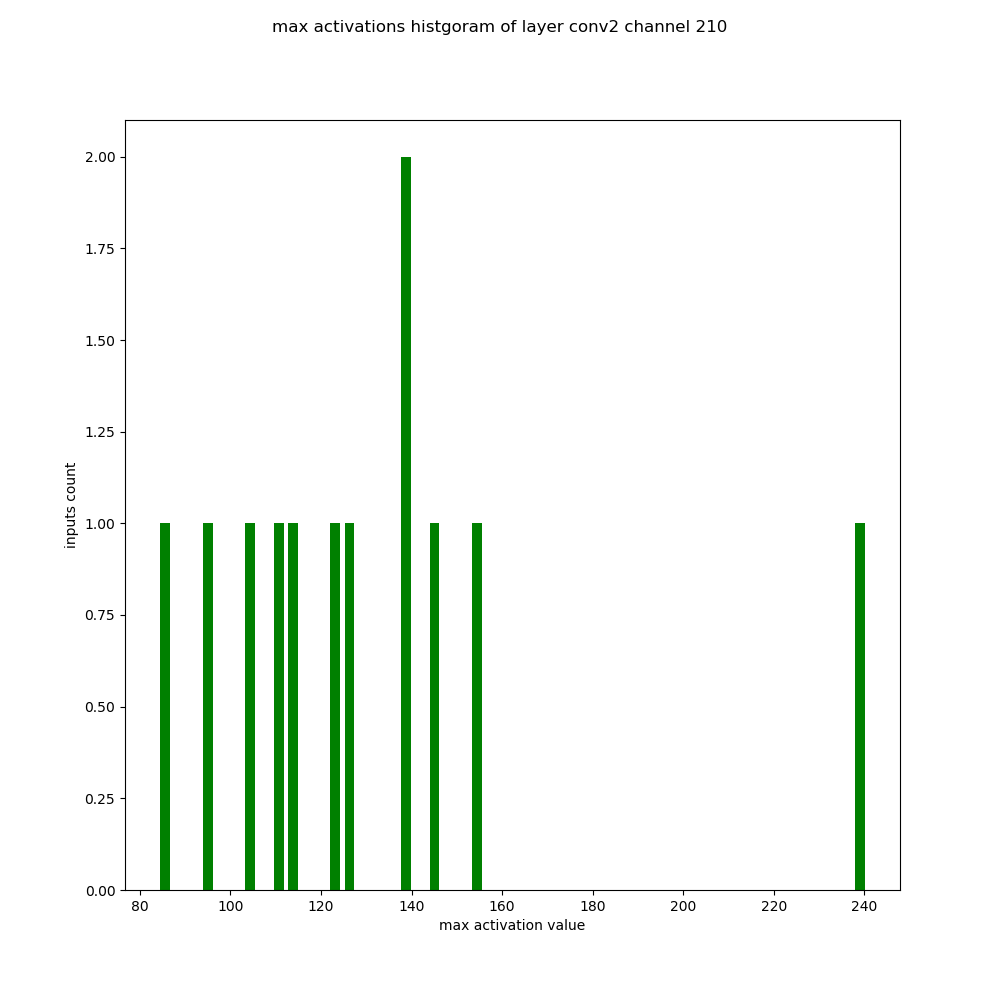 max activations histgoram of layer conv2 channel 210
2.00
1.75
1.50
1.25
1.00
0.75
0.50
0.25
0.00
inputs count
80 100 120 140 160 180 200 220 240
max activation value